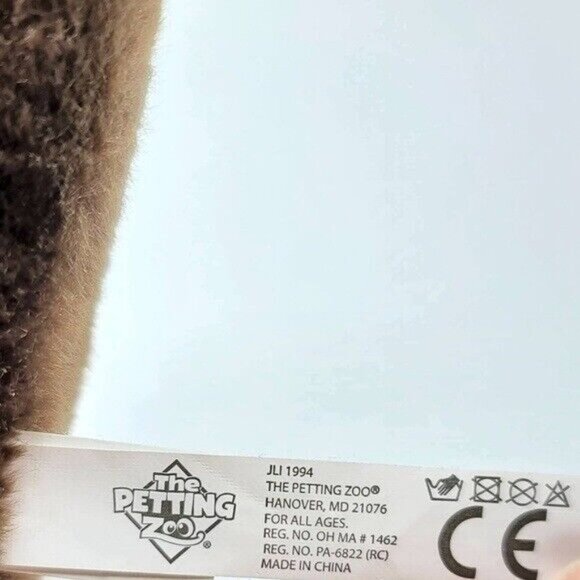 The
PETTING
Zoo®
JLI 1994
THE PETTING ZOO®
HANOVER, MD 21076
FOR ALL AGES.
REG. NO. OH MA # 1462
REG. NO. PA-6822 (RC)
MADE IN CHINA
CE